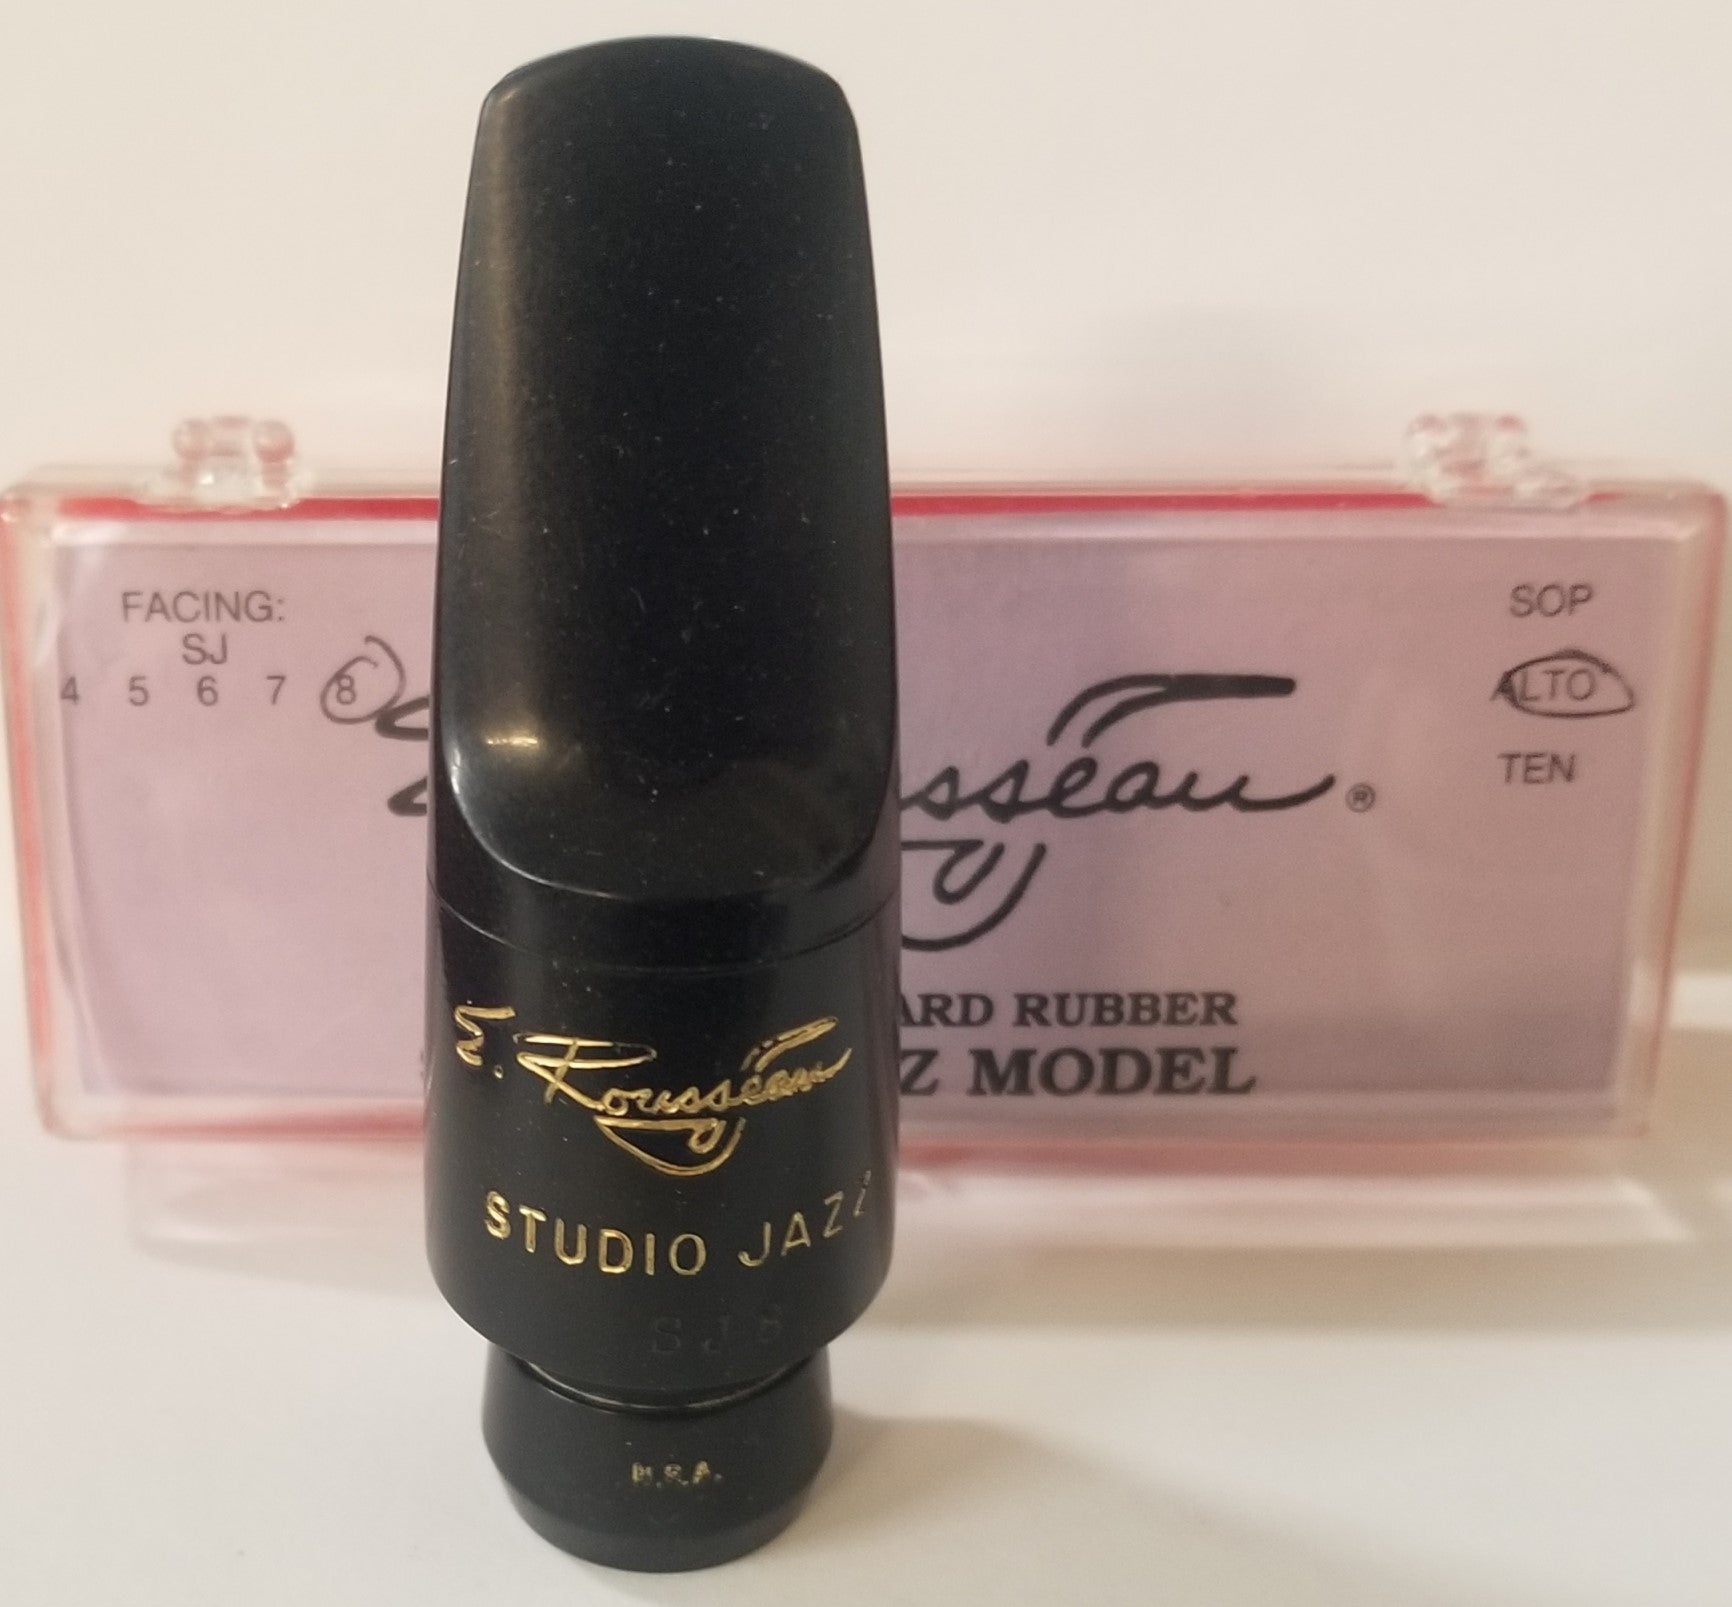 FACING:
SJ
4 5 6 7 8
SOP
ALTO
TEN
®
ARD RUBBER
Z MODEL
E. Rousseau
STUDIO JAZZ
SJ8